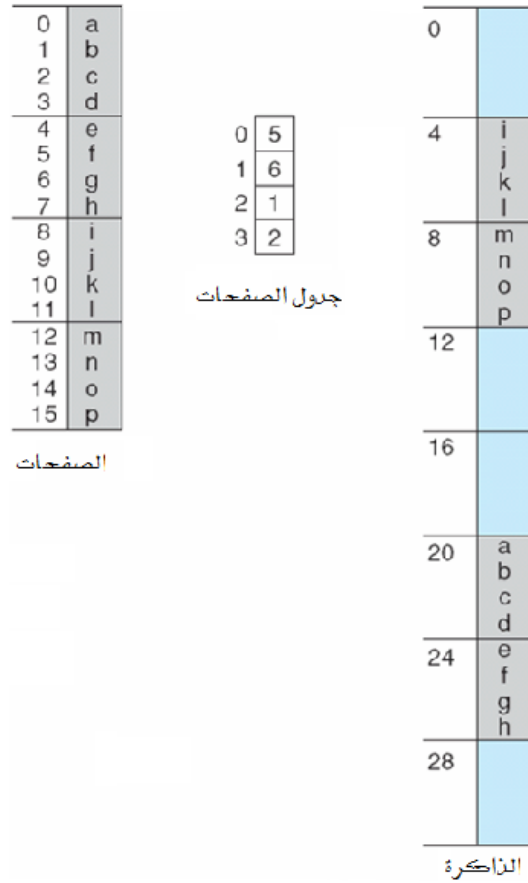 0 a
1 b
2 c
3 d
4 e
5 f
6 g
7 h
8 i
9 j
10 k
11 l
12 m
13 n
14 o
15 p
الصفحات
0 5
1 6
2 1
3 2
جدول الصفحات
0
4 i
j
k
l
8 m
n
o
p
12
16
20 a
b
c
d
24 e
f
g
h
28
الذاكرة